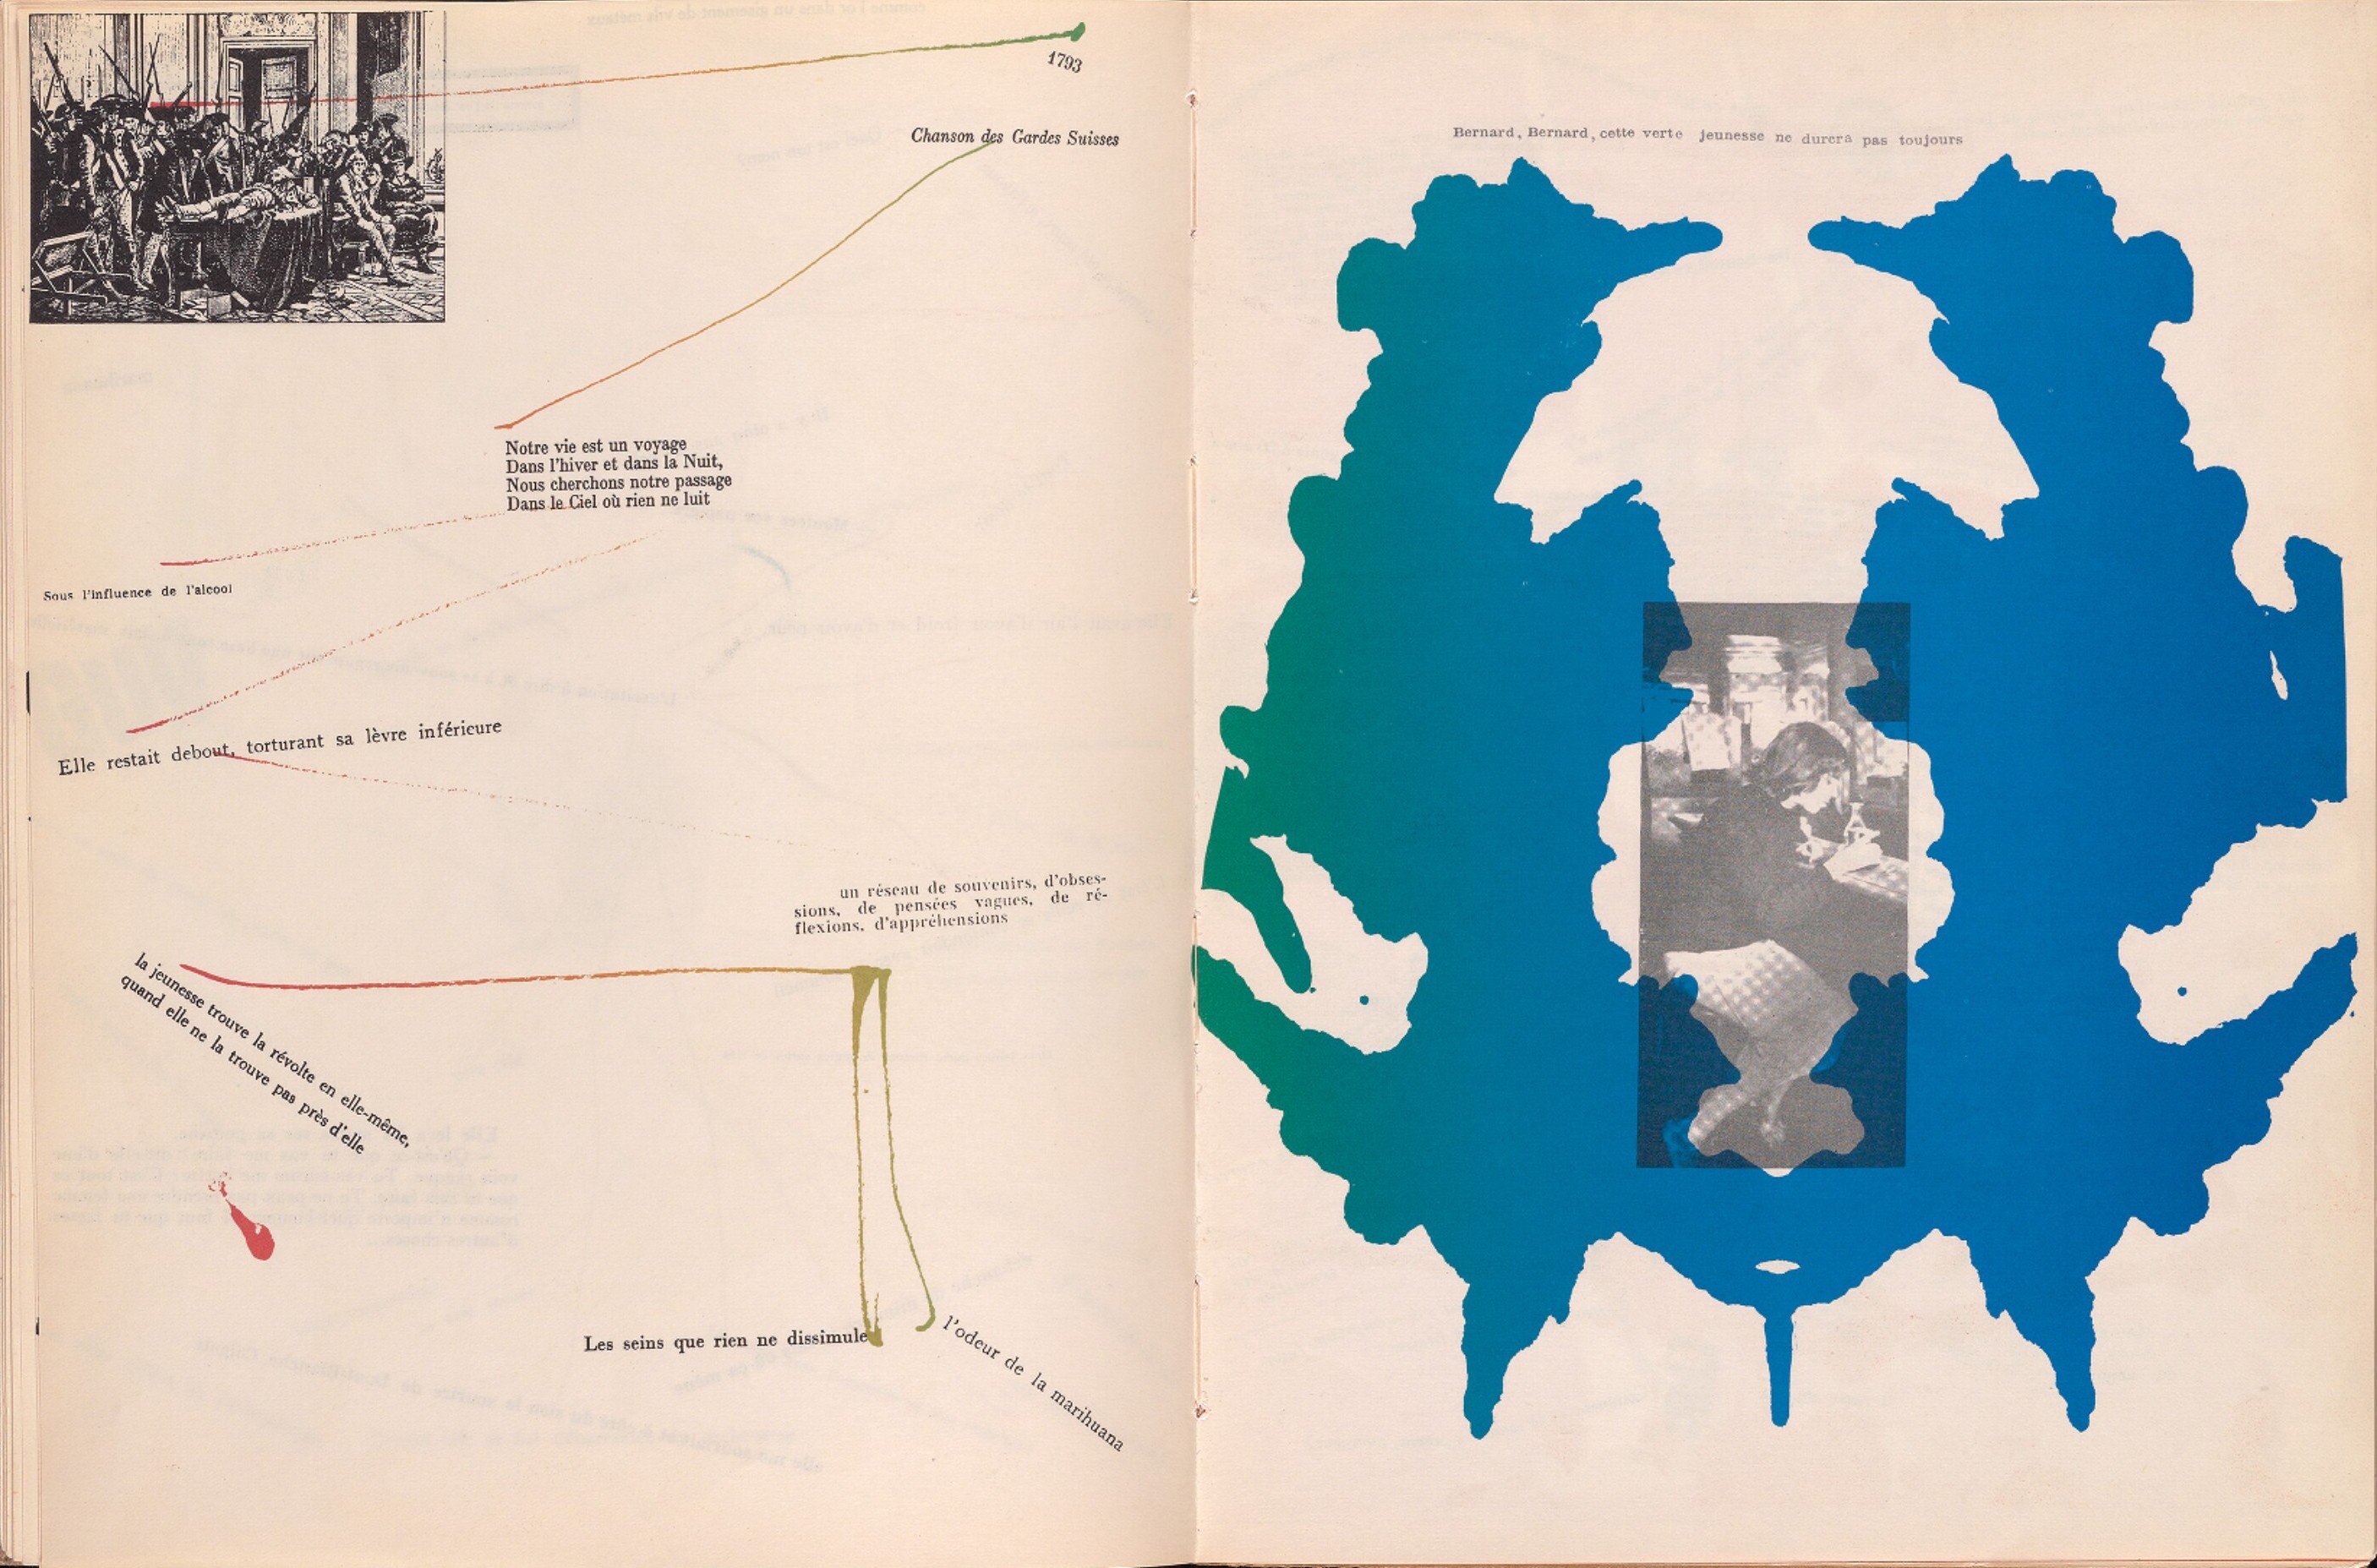 1793
Chanson des Gardes Suisses
Notre vie est un voyage
Dans l'hiver et dans la Nuit,
Nous cherchons notre passage
Dans le Ciel où rien ne luit
Sous l'influence de l'alcool
Elle restait debout, torturant sa lèvre inférieure
un réseau de souvenirs, d'obses-
sions, de pensées vagues, de ré-
flexions, d'appréhensions
la jeunesse trouve la révolte en elle-même,
quand elle ne la trouve pas près d'elle
Les seins que rien ne dissimule
l'odeur de la marihuana
Bernard, Bernard, cette verte jeunesse ne durera pas toujours